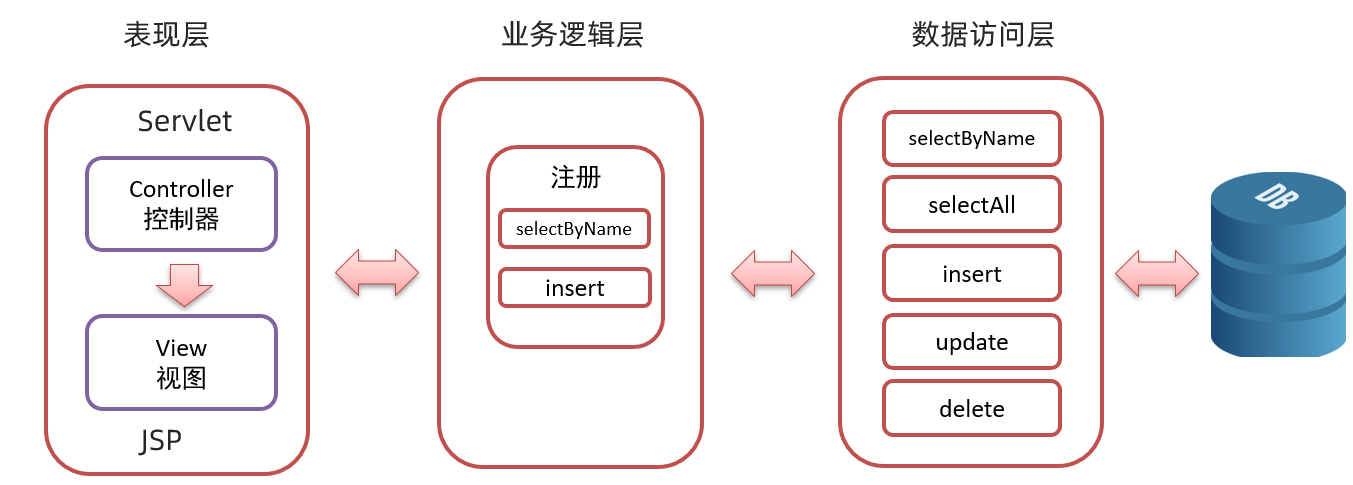 表现层
业务逻辑层
数据访问层
Servlet
Controller
控制器
View
视图
JSP
注册
selectByName
insert
selectByName
selectAll
insert
update
delete
DB